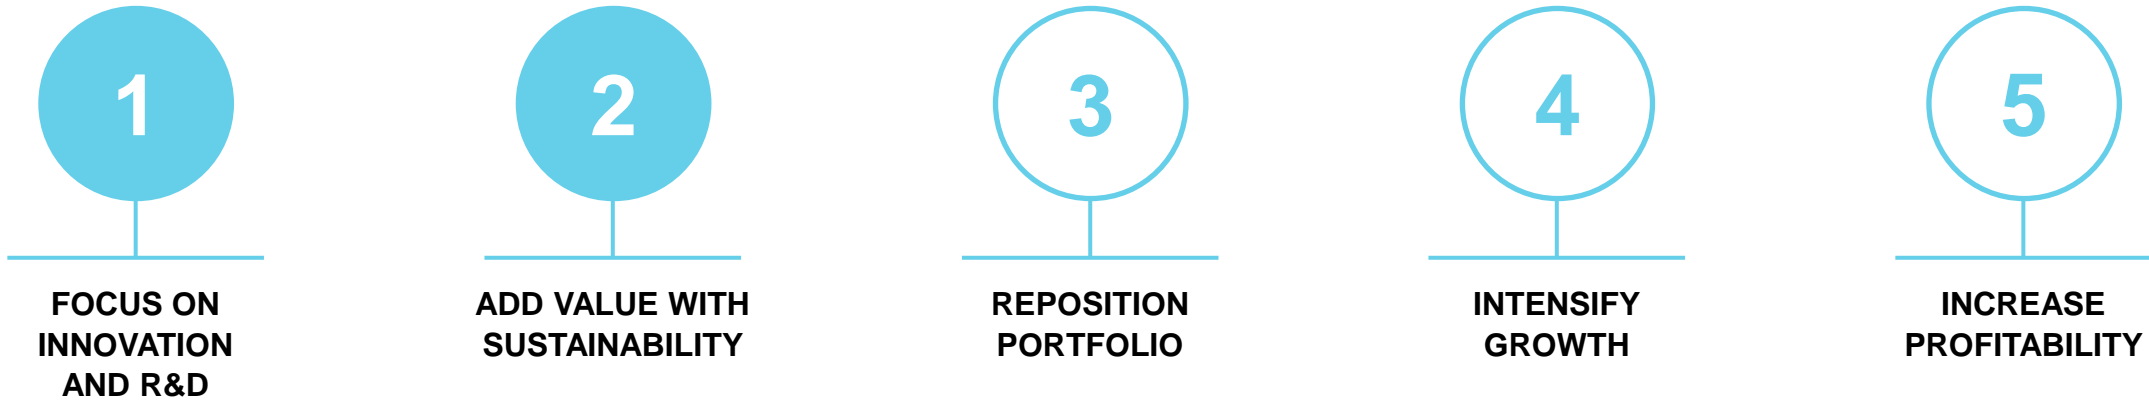 1
2
3
4
5
FOCUS ON
INNOVATION
AND R&D
ADD VALUE WITH
SUSTAINABILITY
REPOSITION
PORTFOLIO
INTENSIFY
GROWTH
INCREASE
PROFITABILITY